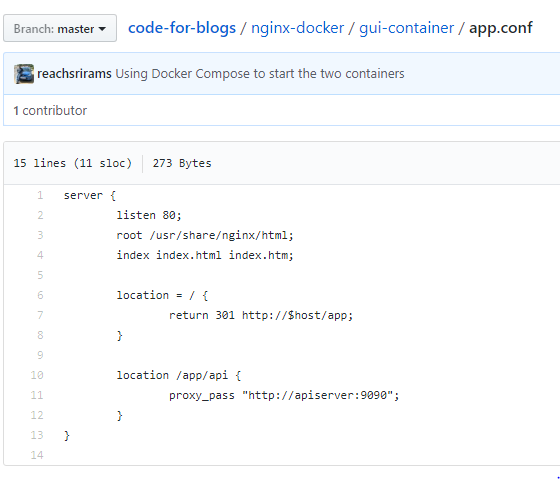 Branch: master code-for-blogs / nginx-docker / gui-container / app.conf
reachsrirams Using Docker Compose to start the two containers
1 contributor
15 lines (11 sloc) 273 Bytes
1 server {
2 listen 80;
3 root /usr/share/nginx/html;
4 index index.html index.htm;
5
6 location = / {
7 return 301 http://$host/app;
8 }
9
10 location /app/api {
11 proxy_pass "http://apiserver:9090";
12 }
13 }
14